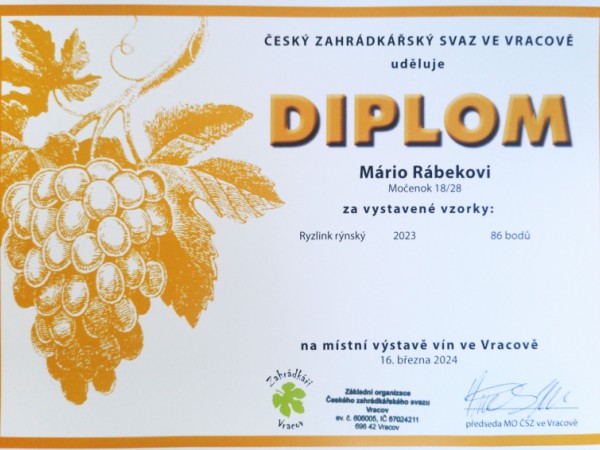 ČESKÝ ZAHRÁDKÁŘSKÝ SVAZ VE VRACOVĚ
uděluje
DIPLOM
Mário Rábekovi
Močenok 18/28
za vystavené vzorky:
Ryzlink rýnský 2023 86 bodů
na místní výstavě vín ve Vracově
16. března 2024
Zahrádkáři
Vracov
Základní organizace
Českého zahrádkářského svazu
Vracov
ev. č. 606005, IČ 67024211
696 42 Vracov
předseda MO ČSZ ve Vracově